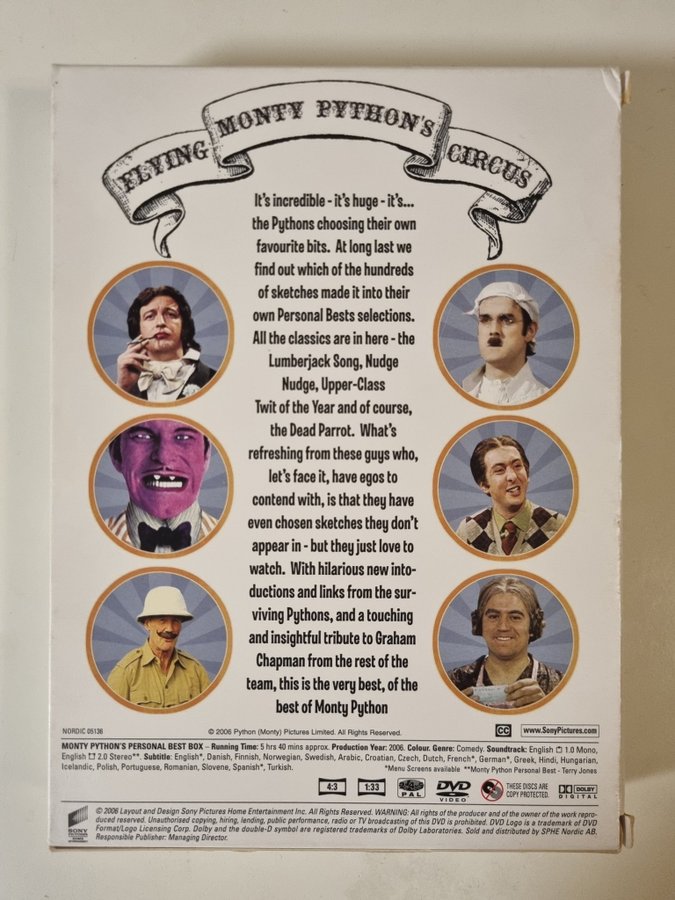 FLYING MONTY PYTHON'S CIRCUS
It's incredible - it's huge - it's...
the Pythons choosing their own
favourite bits. At long last we
find out which of the hundreds
of sketches made it into their
own Personal Bests selections.
All the classics are in here - the
Lumberjack Song, Nudge
Nudge, Upper-Class
Twit of the Year and of course,
the Dead Parrot. What's
refreshing from these guys who,
let's face it, have egos to
contend with, is that they have
even chosen sketches they don't
appear in - but they just love to
watch. With hilarious new into-
ductions and links from the sur-
viving Pythons, and a touching
and insightful tribute to Graham
Chapman from the rest of the
team, this is the very best, of the
best of Monty Python
NORDIC 05136 © 2006 Python (Monty) Pictures Limited. All Rights Reserved. CC www.SonyPictures.com
MONTY PYTHON'S PERSONAL BEST BOX – Running Time: 5 hrs 40 mins approx. Production Year: 2006. Colour. Genre: Comedy. Soundtrack: English 1.0 Mono,
English 2.0 Stereo**. Subtitle: English*, Danish, Finnish, Norwegian, Swedish, Arabic, Croatian, Czech, Dutch, French*, German*, Greek, Hindi, Hungarian,
Icelandic, Polish, Portuguese, Romanian, Slovene, Spanish*, Turkish. *Menu Screens available **Monty Python Personal Best - Terry Jones
4:3 1:33 PAL DVD VIDEO THESE DISCS ARE COPY PROTECTED. DOLBY DIGITAL
SONY PICTURES © 2006 Layout and Design Sony Pictures Home Entertainment Inc. All Rights Reserved. WARNING: All rights of the producer and of the owner of the work repro-
duced reserved. Unauthorised copying, hiring, lending, public performance, radio or TV broadcasting of this DVD is prohibited. DVD Logo is a trademark of DVD
Format/Logo Licensing Corp. Dolby and the double-D symbol are registered trademarks of Dolby Laboratories. Sold and distributed by SPHE Nordic AB.
Responsible Publisher: Managing Director.